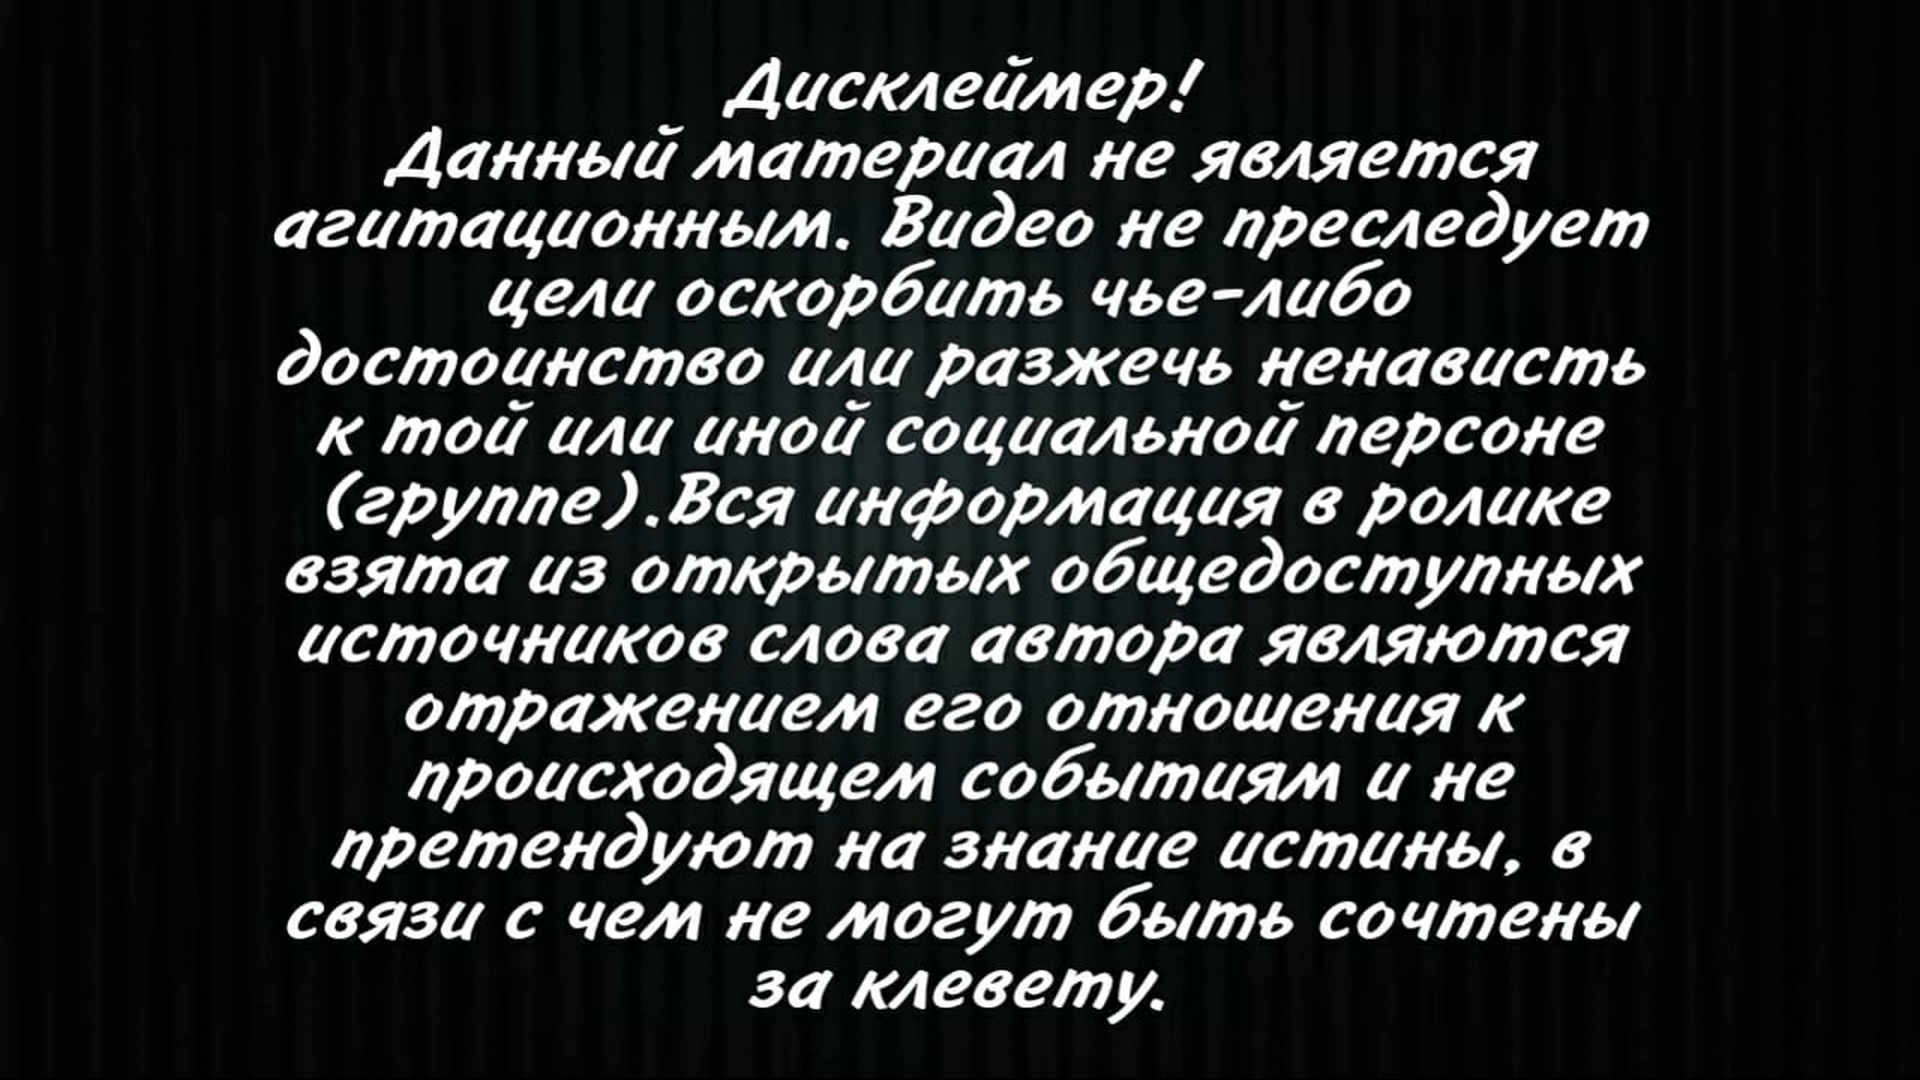 Дисклеймер!
Данный материал не является
агитационным. Видео не преследует
цели оскорбить чье-либо
достоинство или разжечь ненависть
к той или иной социальной персоне
(группе).Вся информация в ролике
взята из открытых общедоступных
источников слова автора являются
отражением его отношения к
происходящем событиям и не
претендуют на знание истины, в
связи с чем не могут быть сочтены
за клевету.